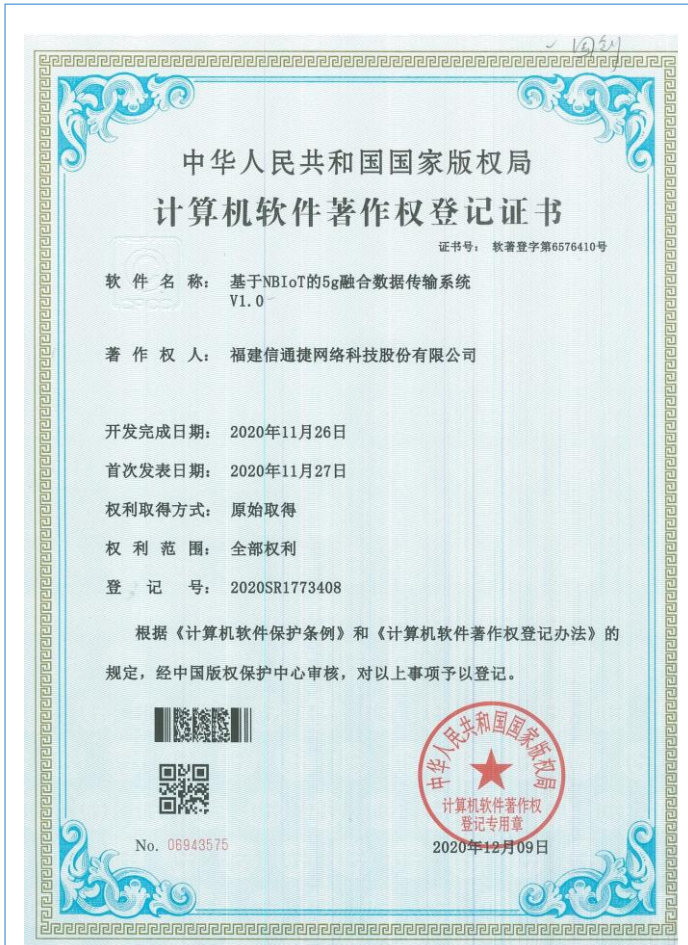 中华人民共和国国家版权局
计算机软件著作权登记证书
证书号： 软著登字第6576410号
软件名称： 基于NBIoT的5g融合数据传输系统
V1.0
著作权人： 福建信通捷网络科技股份有限公司
开发完成日期： 2020年11月26日
首次发表日期： 2020年11月27日
权利取得方式： 原始取得
权利范围： 全部权利
登记号： 2020SR1773408
根据《计算机软件保护条例》和《计算机软件著作权登记办法》的
规定，经中国版权保护中心审核，对以上事项予以登记。
中华人民共和国国家版权局
计算机软件著作权
登记专用章
No. 06943575
2020年12月09日